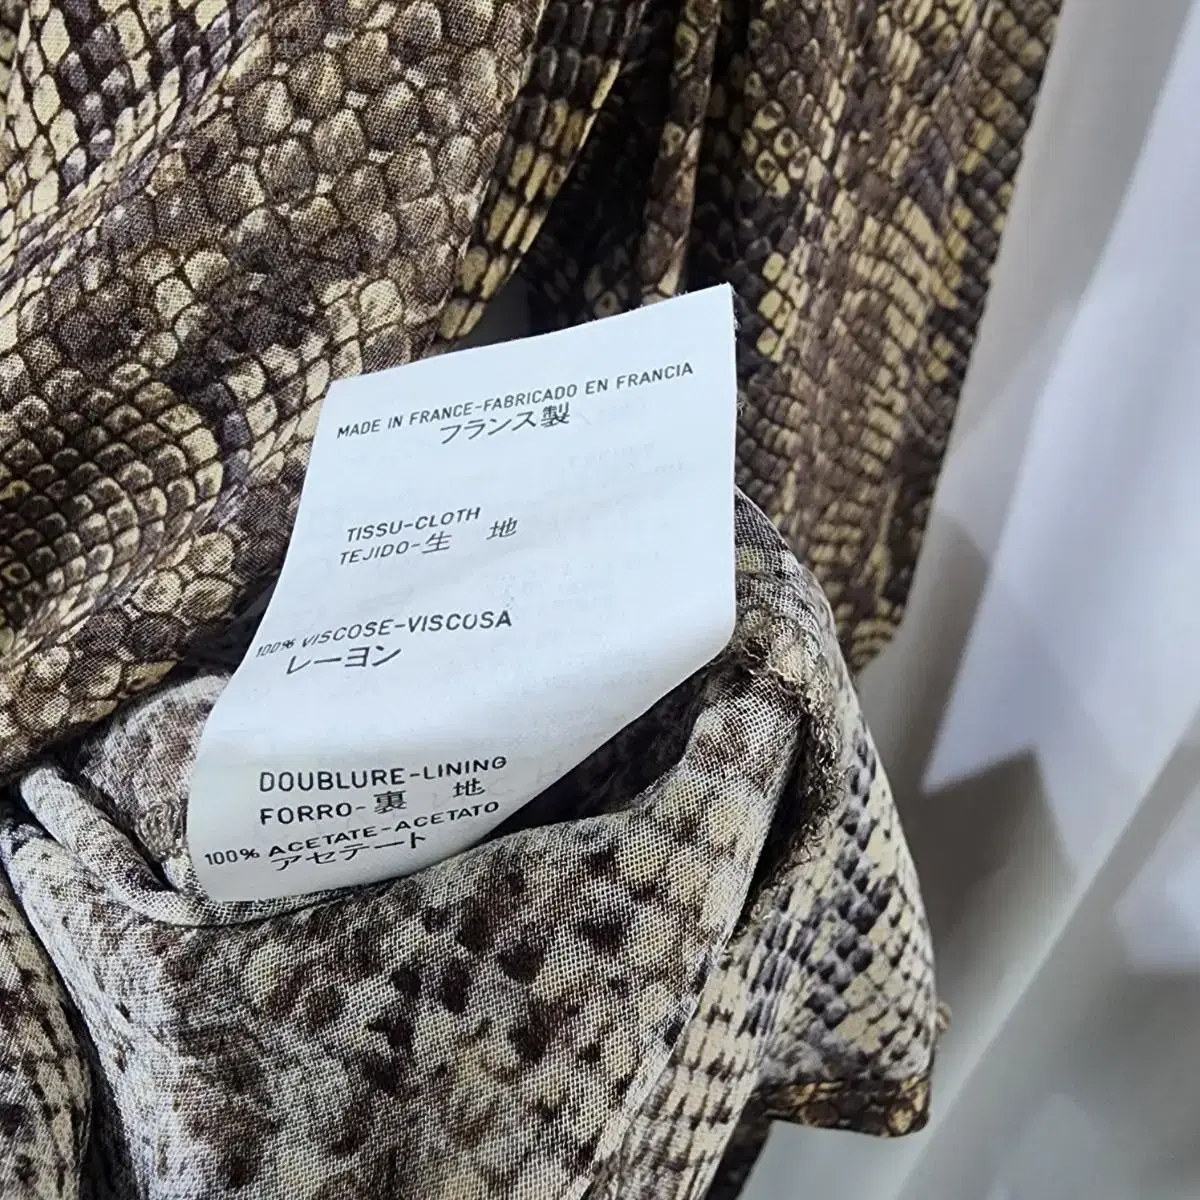 MADE IN FRANCE-FABRICADO EN FRANCIA
フランス製
TISSU-CLOTH
TEJIDO-生 地
100% VISCOSE-VISCOSA
レーヨン
DOUBLURE-LINING
FORRO-裏 地
100% ACETATE-ACETATO
アセテート